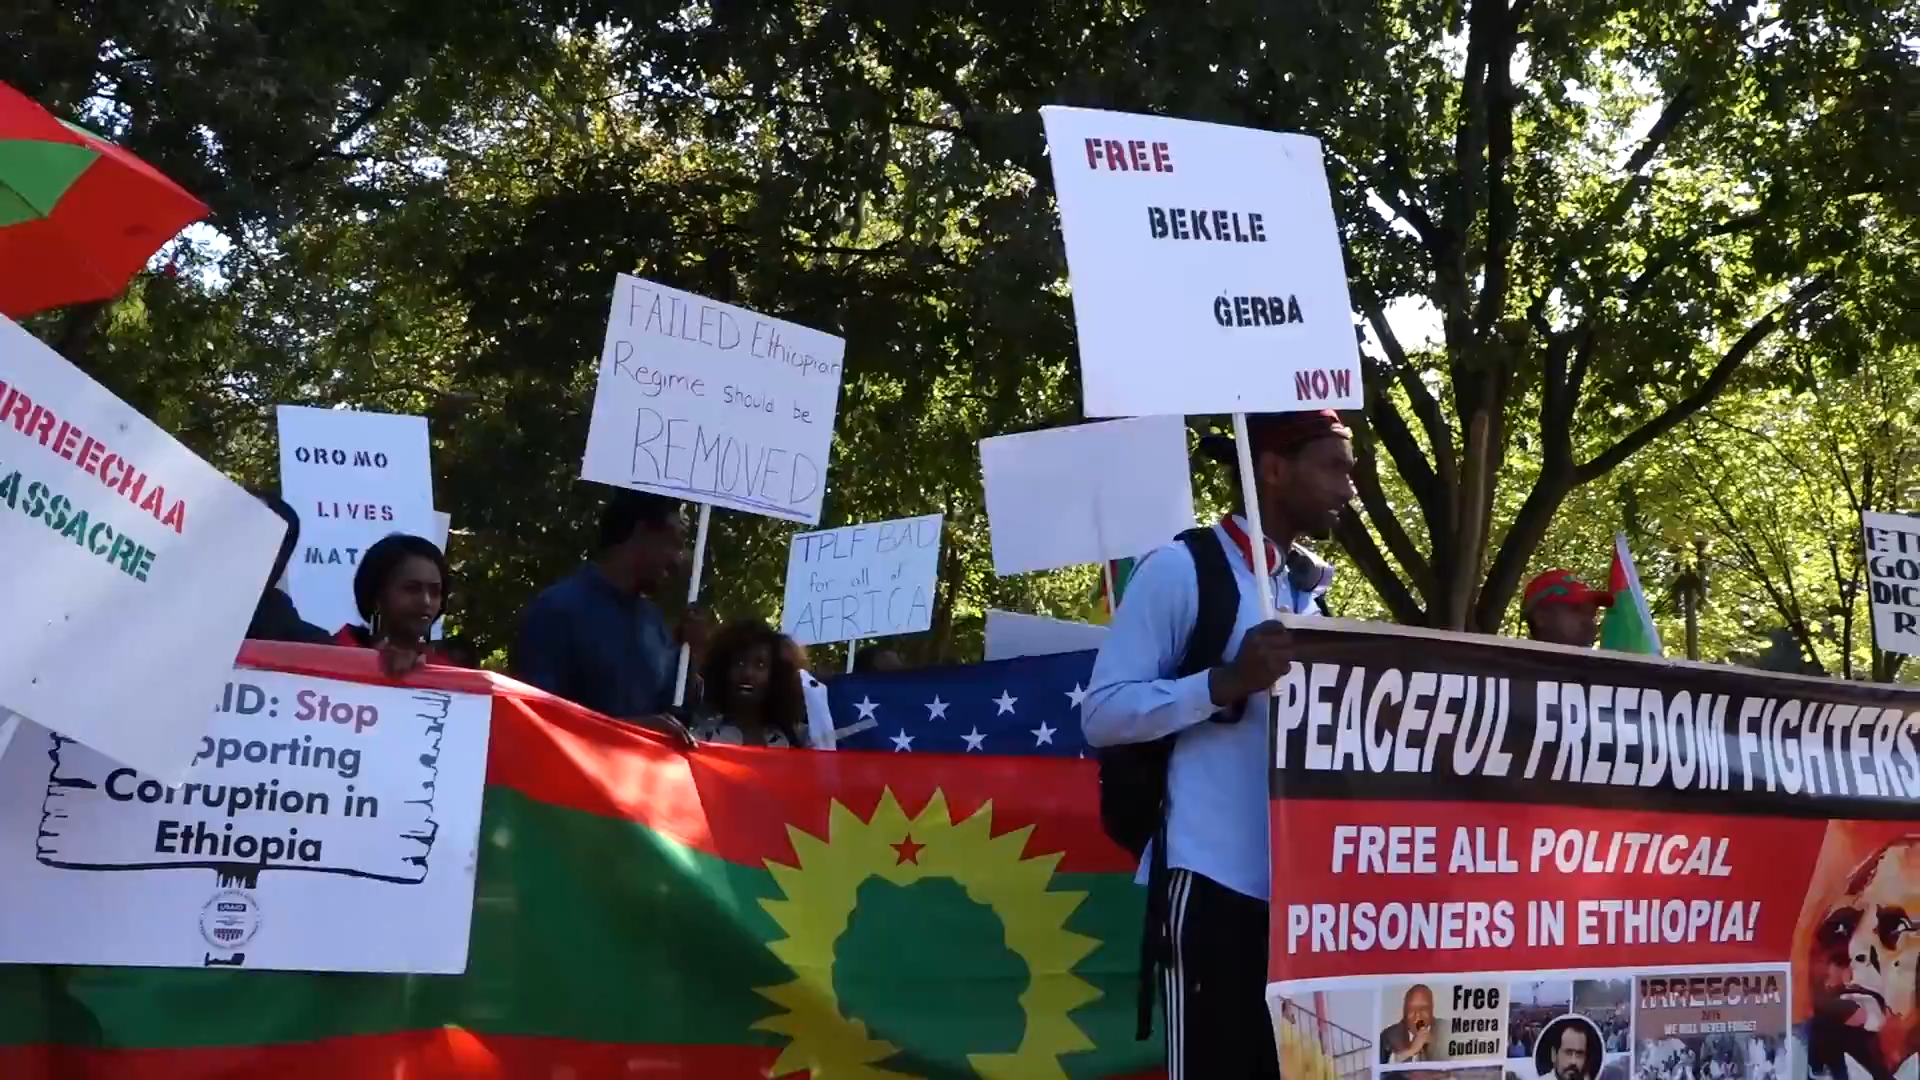 FREE
BEKELE
GERBA
NOW
FAILED Ethiopian
Regime should be
REMOVED
TPLF BAD
for all of
AFRICA
OROMO
LIVES
IRREECHAA
Stop
Corruption in
Ethiopia
USAID
PEACEFUL FREEDOM FIGHTERS
FREE ALL POLITICAL
PRISONERS IN ETHIOPIA!
Free
Merera
Gudina!
IRREECHA
2016
WE WILL NEVER FORGET